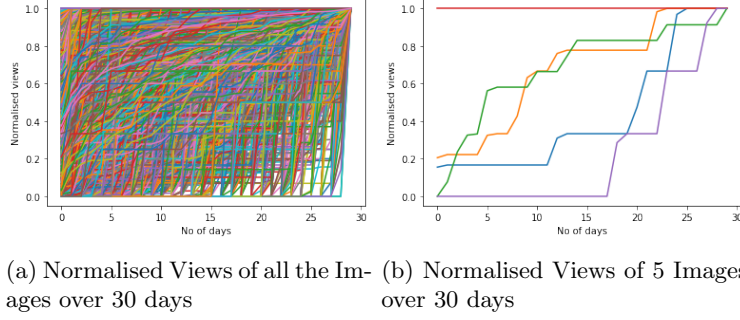 1.0
0.8
0.6
0.4
0.2
0.0
Normalised views
0 5 10 15 20 25 30
No of days
1.0
0.8
0.6
0.4
0.2
0.0
Normalised views
0 5 10 15 20 25 30
No of days
(a) Normalised Views of all the Im-
ages over 30 days
(b) Normalised Views of 5 Images
over 30 days